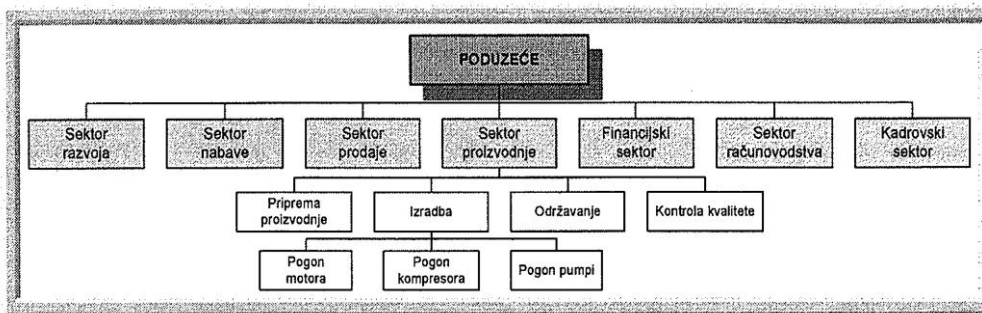 PODUZEĆE
Sektor
razvoja
Sektor
nabave
Sektor
prodaje
Sektor
proizvodnje
Financijski
sektor
Sektor
računovodstva
Kadrovski
sektor
Priprema
proizvodnje
Izradba
Održavanje
Kontrola kvalitete
Pogon
motora
Pogon
kompresora
Pogon pumpi